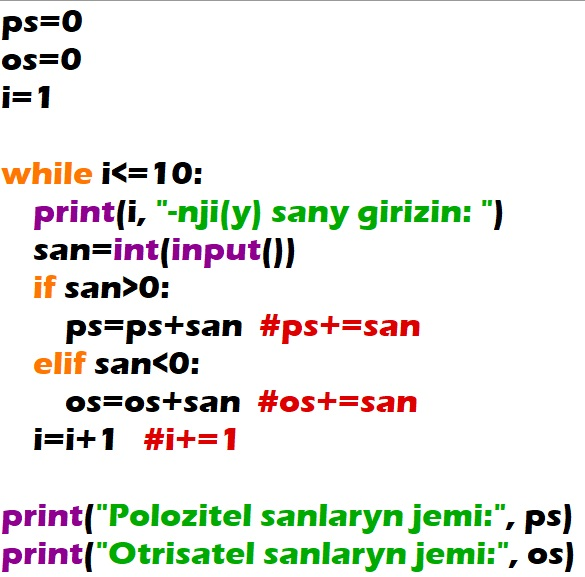 ps=0
os=0
i=1
while i<=10:
print(i, "-nji(y) sany girizin: ")
san=int(input())
if san>0:
ps=ps+san #ps+=san
elif san<0:
os=os+san #os+=san
i=i+1 #i+=1
print("Polozitel sanlaryn jemi:", ps)
print("Otrisatel sanlaryn jemi:", os)